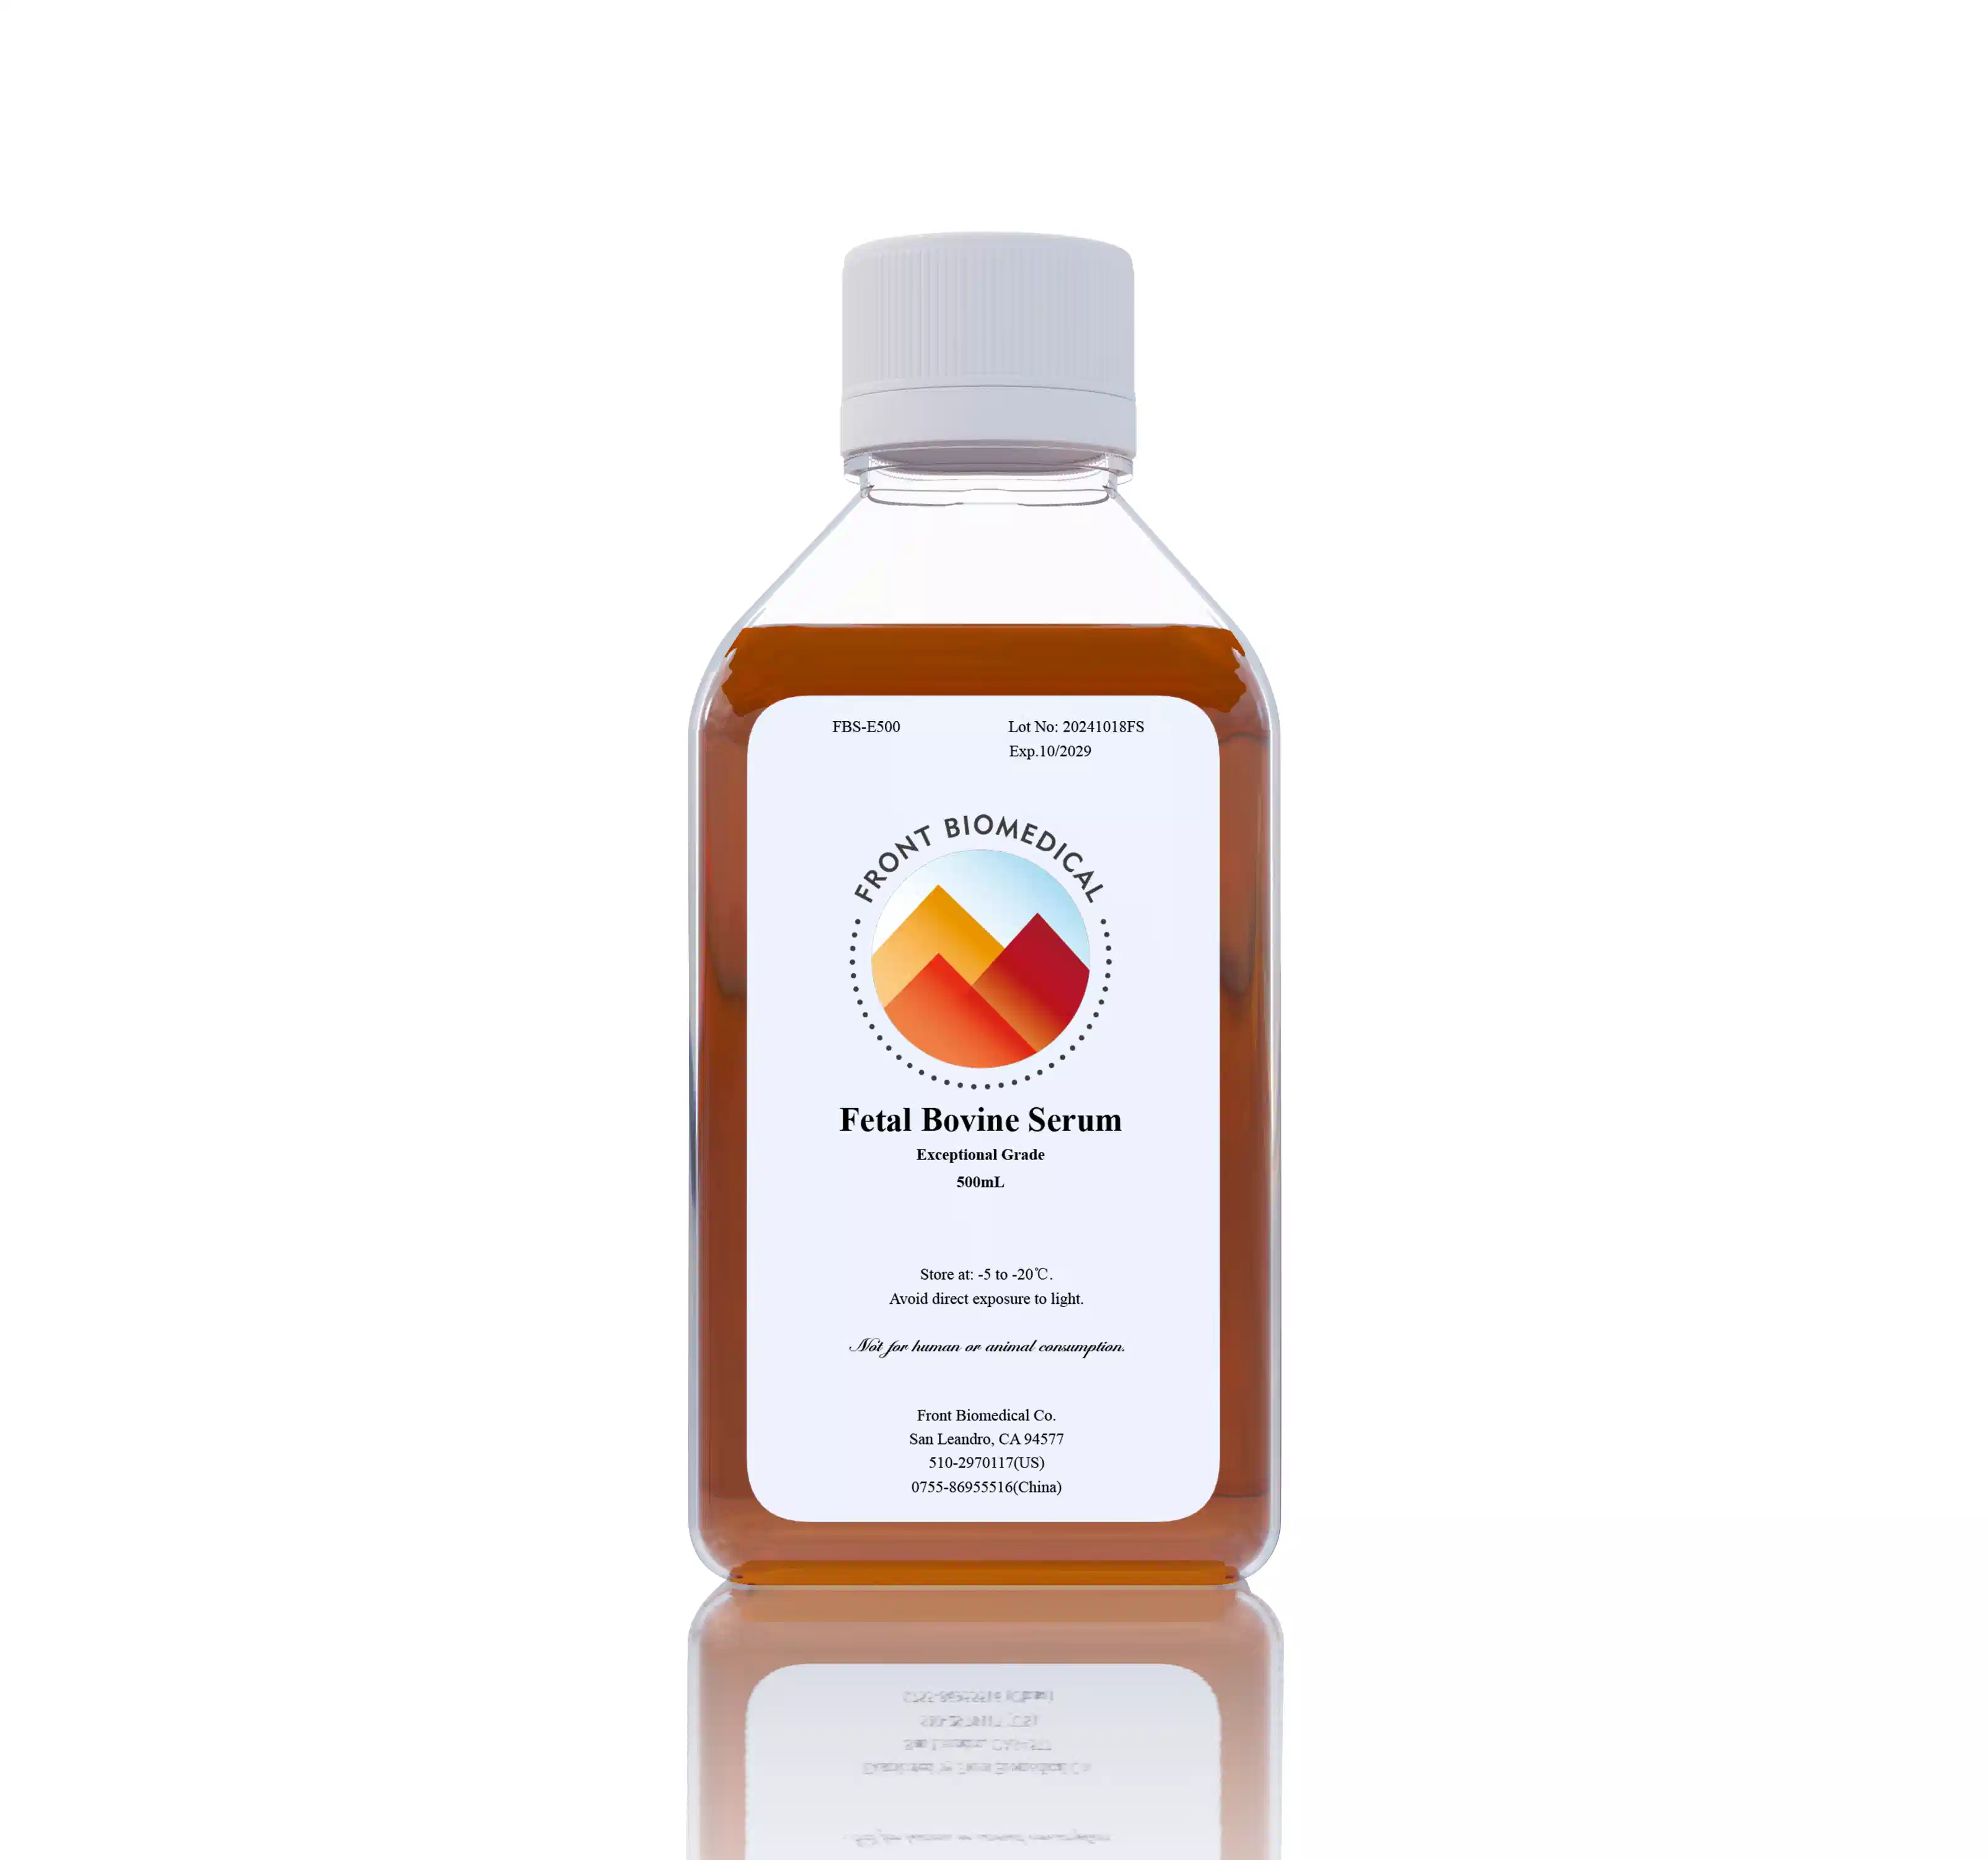 FBS-E500 Lot No: 20241018FS
Exp.10/2029
FRONT BIOMEDICAL
Fetal Bovine Serum
Exceptional Grade
500mL
Store at: -5 to -20℃.
Avoid direct exposure to light.
Not for human or animal consumption.
Front Biomedical Co.
San Leandro, CA 94577
510-2970117(US)
0755-86955516(China)